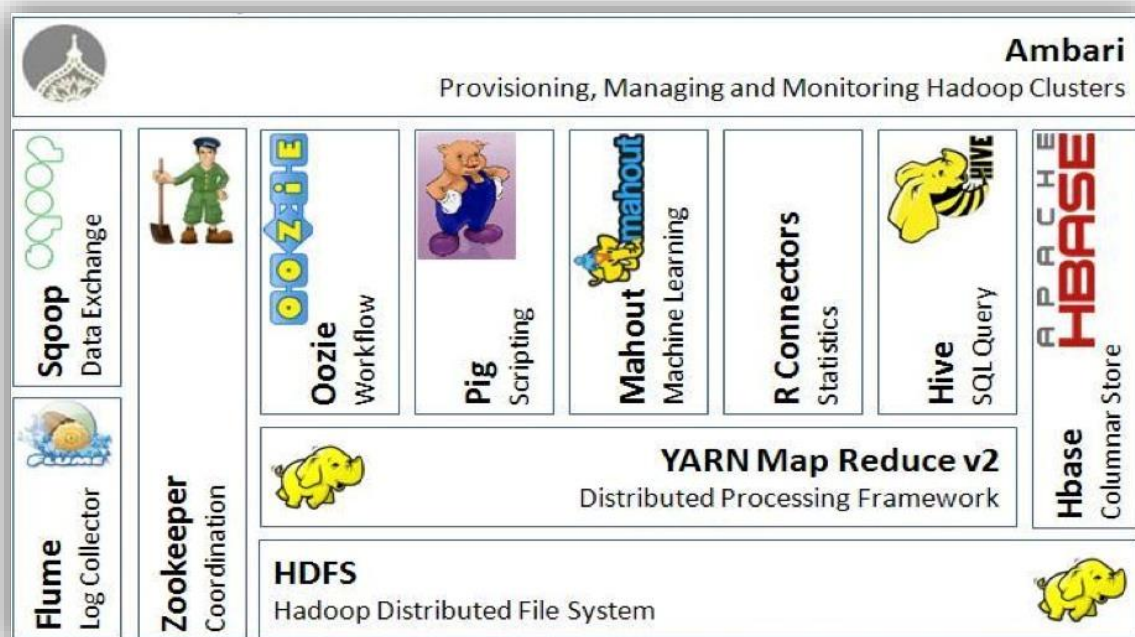 Ambari
Provisioning, Managing and Monitoring Hadoop Clusters
sqoop
Sqoop
Data Exchange
FLUME
Flume
Log Collector
Zookeeper
Coordination
OOZIE
Oozie
Workflow
Pig
Scripting
mahout
Mahout
Machine Learning
R Connectors
Statistics
HIVE
Hive
SQL Query
APACHE
HBASE
Hbase
Columnar Store
YARN Map Reduce v2
Distributed Processing Framework
HDFS
Hadoop Distributed File System